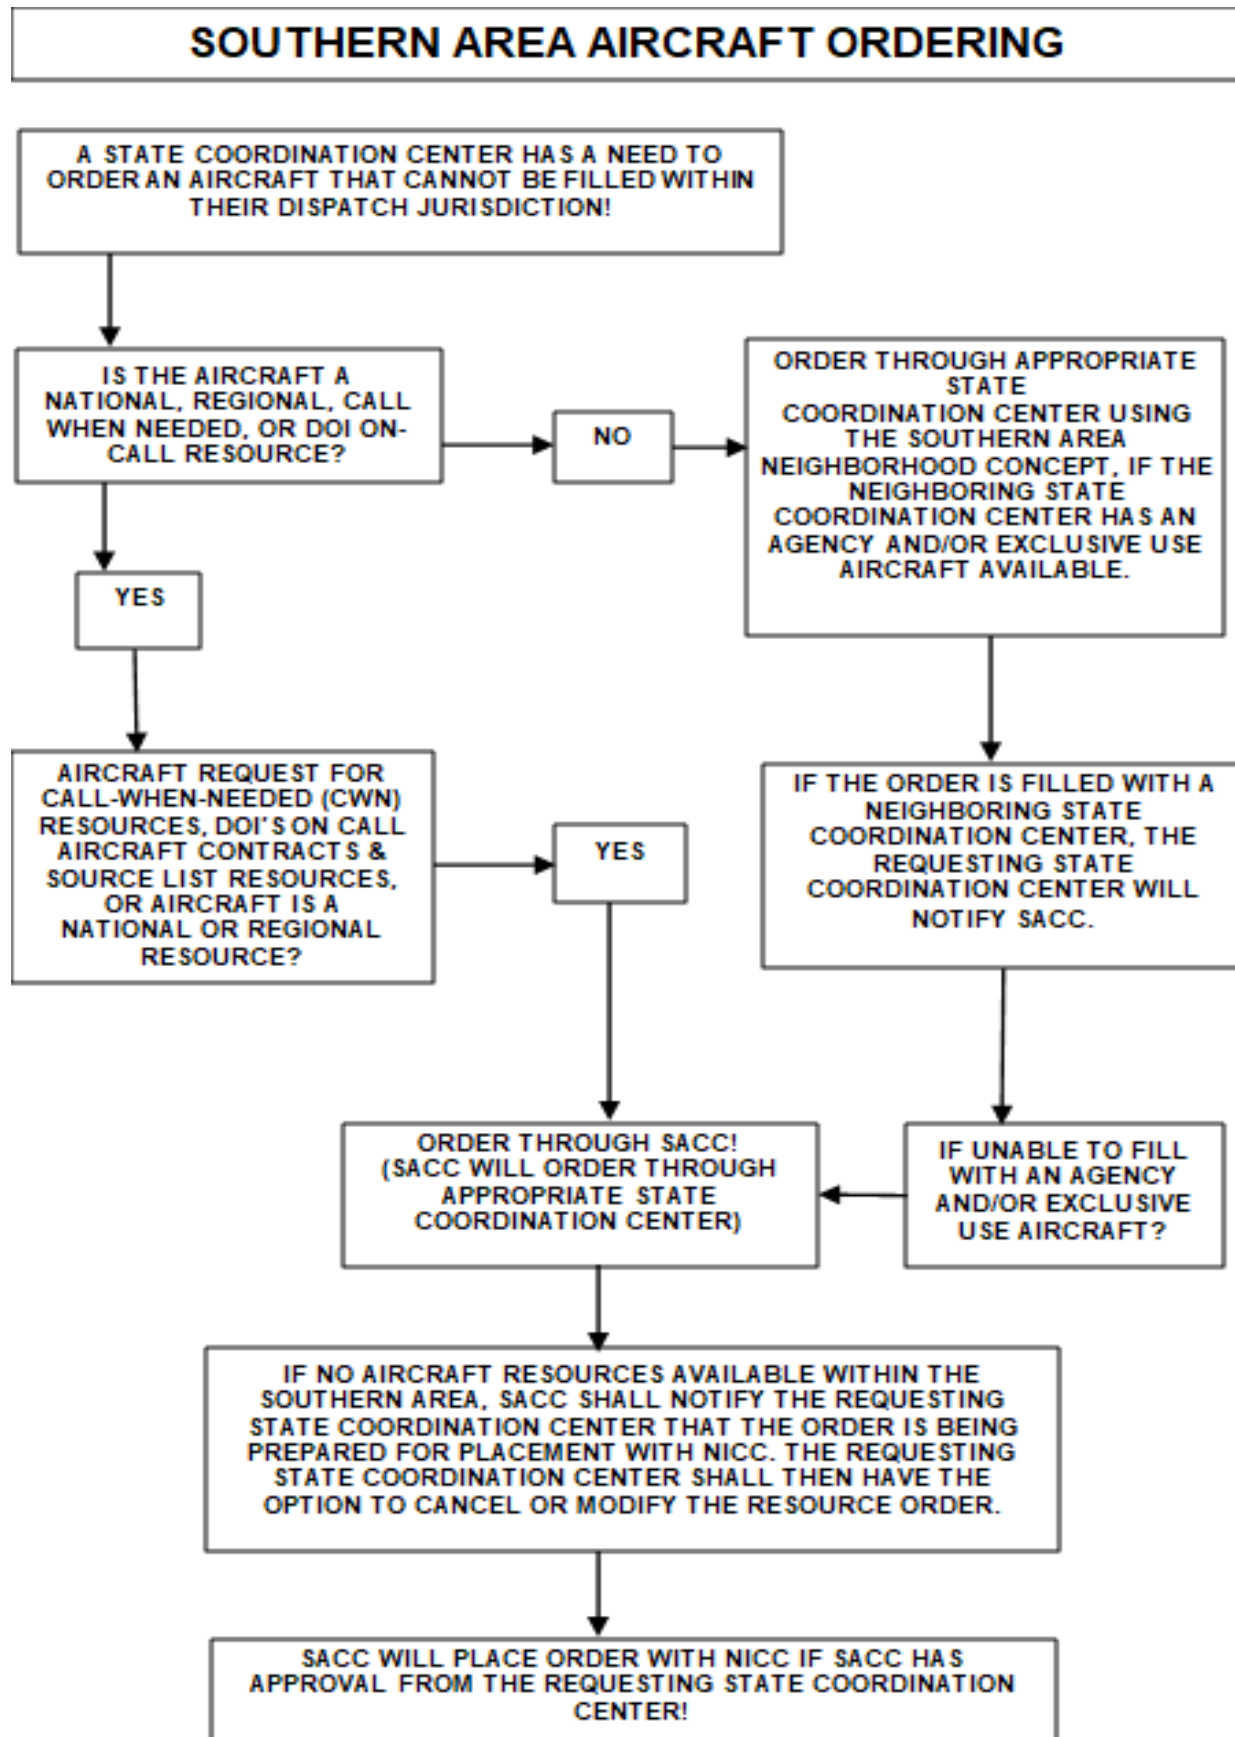 SOUTHERN AREA AIRCRAFT ORDERING
A STATE COORDINATION CENTER HAS A NEED TO
ORDER AN AIRCRAFT THAT CANNOT BE FILLED WITHIN
THEIR DISPATCH JURISDICTION!
IS THE AIRCRAFT A
NATIONAL, REGIONAL, CALL
WHEN NEEDED, OR DOI ON-
CALL RESOURCE?
NO
ORDER THROUGH APPROPRIATE
STATE
COORDINATION CENTER USING
THE SOUTHERN AREA
NEIGHBORHOOD CONCEPT, IF THE
NEIGHBORING STATE
COORDINATION CENTER HAS AN
AGENCY AND/OR EXCLUSIVE USE
AIRCRAFT AVAILABLE.
YES
AIRCRAFT REQUEST FOR
CALL-WHEN-NEEDED (CWN)
RESOURCES, DOI'S ON CALL
AIRCRAFT CONTRACTS &
SOURCE LIST RESOURCES,
OR AIRCRAFT IS A
NATIONAL OR REGIONAL
RESOURCE?
YES
IF THE ORDER IS FILLED WITH A
NEIGHBORING STATE
COORDINATION CENTER, THE
REQUESTING STATE
COORDINATION CENTER WILL
NOTIFY SACC.
ORDER THROUGH SACC!
(SACC WILL ORDER THROUGH
APPROPRIATE STATE
COORDINATION CENTER)
IF UNABLE TO FILL
WITH AN AGENCY
AND/OR EXCLUSIVE
USE AIRCRAFT?
IF NO AIRCRAFT RESOURCES AVAILABLE WITHIN THE
SOUTHERN AREA, SACC SHALL NOTIFY THE REQUESTING
STATE COORDINATION CENTER THAT THE ORDER IS BEING
PREPARED FOR PLACEMENT WITH NICC. THE REQUESTING
STATE COORDINATION CENTER SHALL THEN HAVE THE
OPTION TO CANCEL OR MODIFY THE RESOURCE ORDER.
SACC WILL PLACE ORDER WITH NICC IF SACC HAS
APPROVAL FROM THE REQUESTING STATE COORDINATION
CENTER!